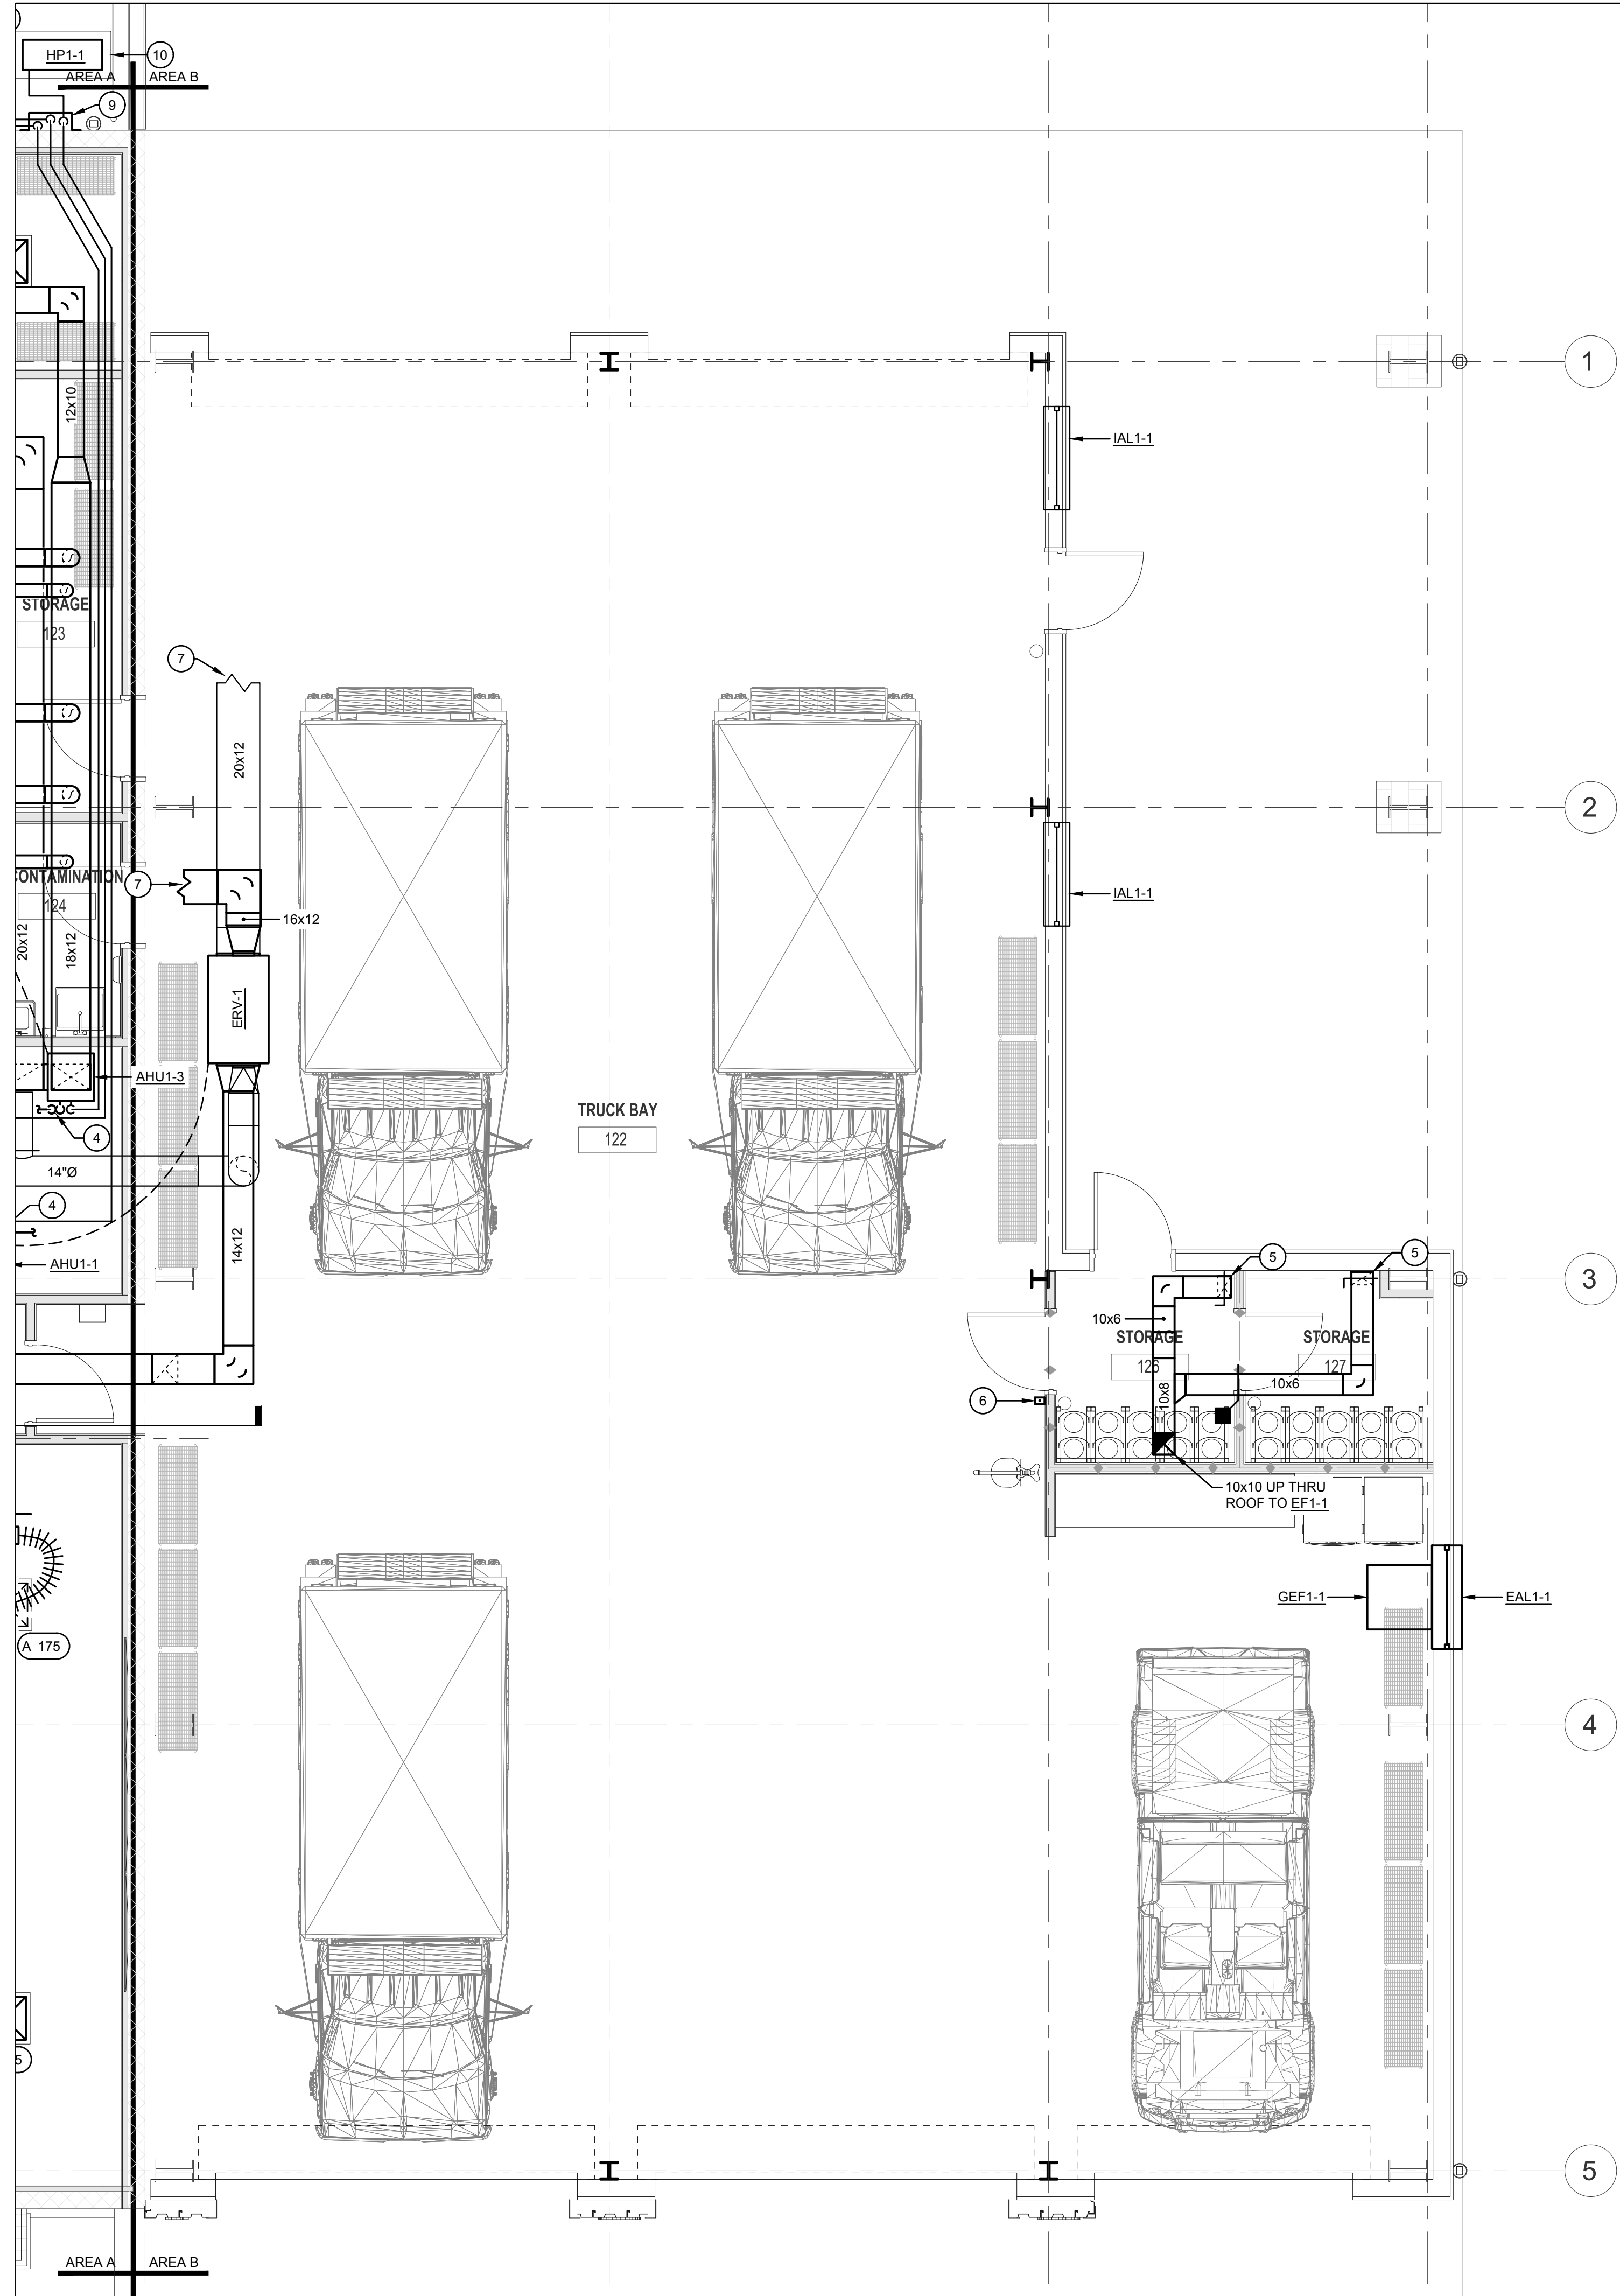 HP1-1
10
AREA A
AREA B
9
1
12x10
IAL1-1
STORAGE
123
7
20x12
2
CONTAMINATION
124
7
16x12
IAL1-1
20x12
18x12
ERV-1
AHU1-3
4
TRUCK BAY
122
14"Ø
4
14x12
AHU1-1
5
5
3
10x6
STORAGE
126
STORAGE
127
10x6
10x8
6
10x10 UP THRU
ROOF TO EF1-1
GEF1-1
EAL1-1
A 175
4
5
5
AREA A
AREA B